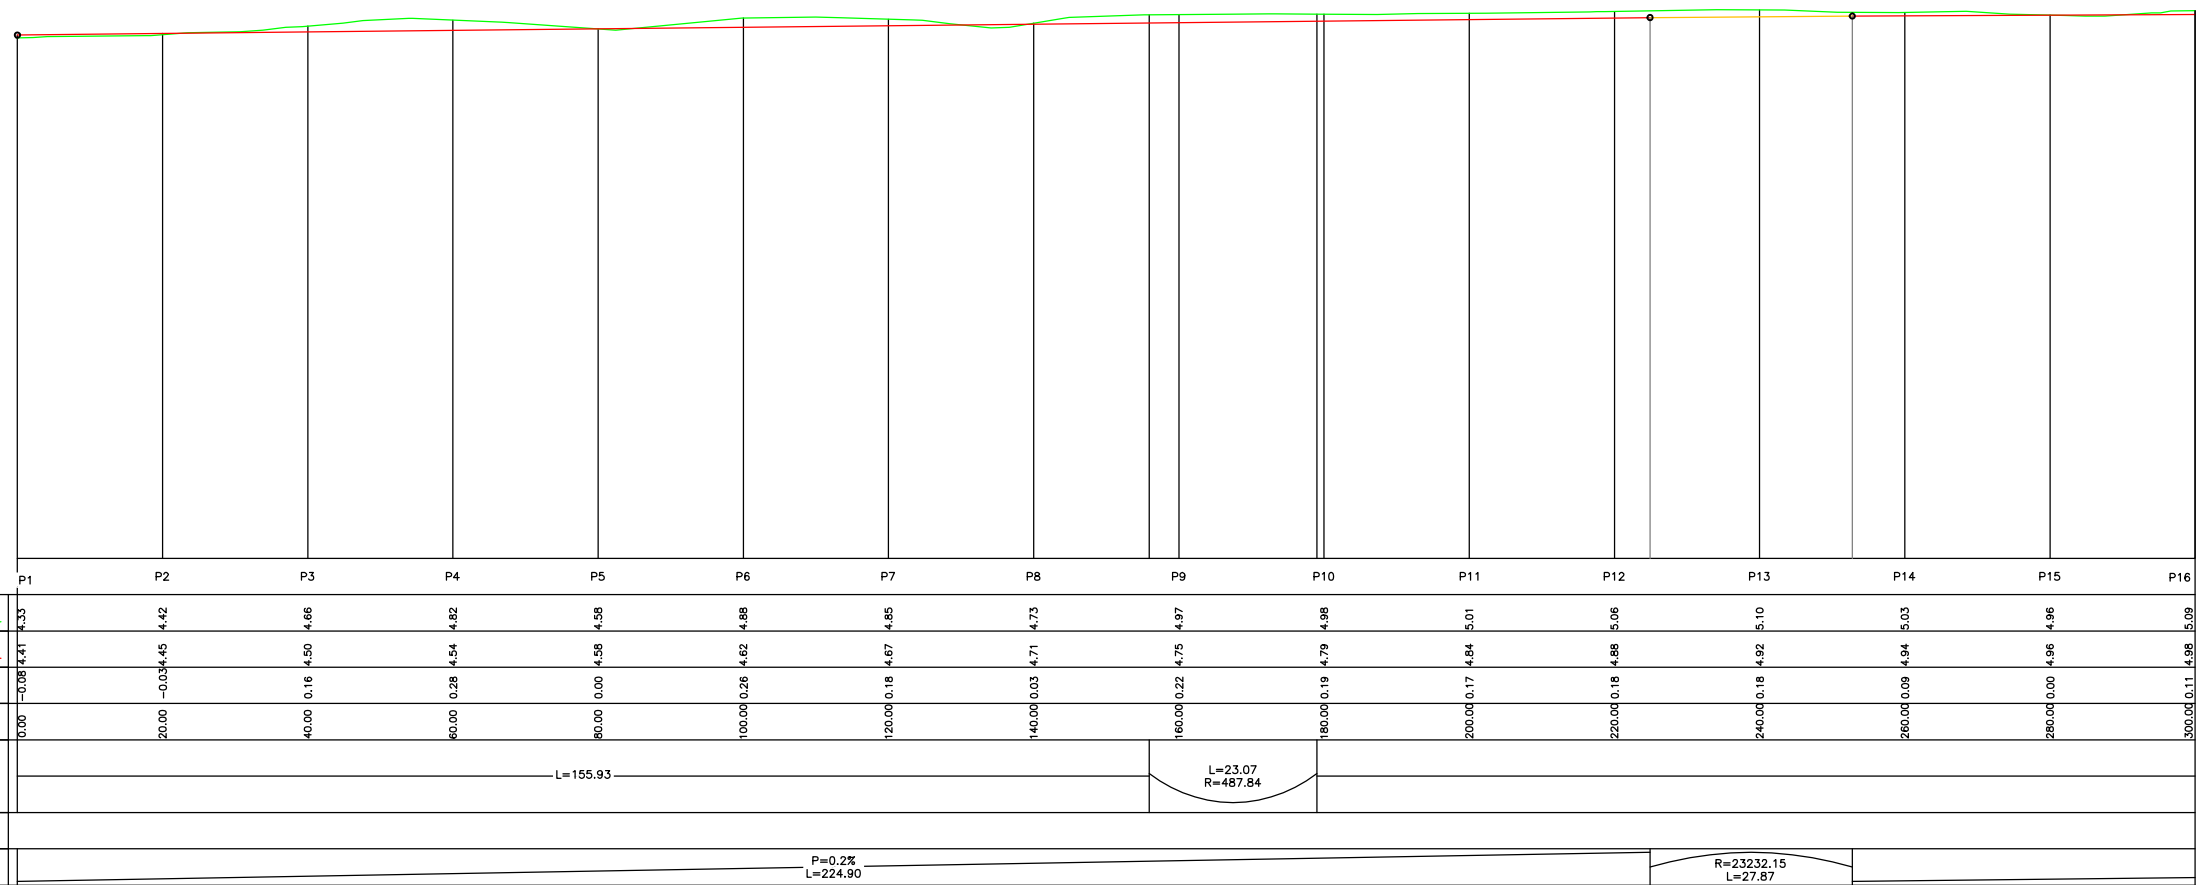 P1 P2 P3 P4 P5 P6 P7 P8 P9 P10 P11 P12 P13 P14 P15 P16
4.33 4.42 4.66 4.82 4.58 4.88 4.85 4.73 4.97 4.98 5.01 5.06 5.10 5.03 4.96 5.09
4.41 4.45 4.50 4.54 4.58 4.62 4.67 4.71 4.75 4.79 4.84 4.88 4.92 4.94 4.96 4.98
-0.08 -0.03 0.16 0.28 0.00 0.26 0.18 0.03 0.22 0.19 0.17 0.18 0.18 0.09 0.00 0.11
0.00 20.00 40.00 60.00 80.00 100.00 120.00 140.00 160.00 180.00 200.00 220.00 240.00 260.00 280.00 300.00
L=155.93
L=23.07
R=487.84
P=0.2%
L=224.90
R=23232.15
L=27.87